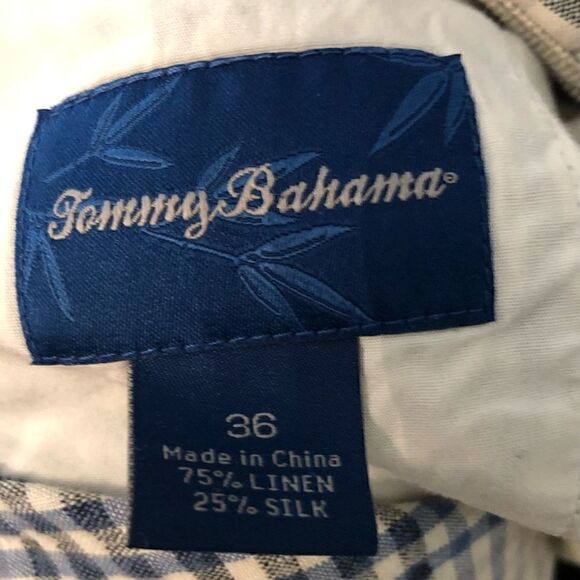 Tommy Bahama®
36
Made in China
75% LINEN
25% SILK